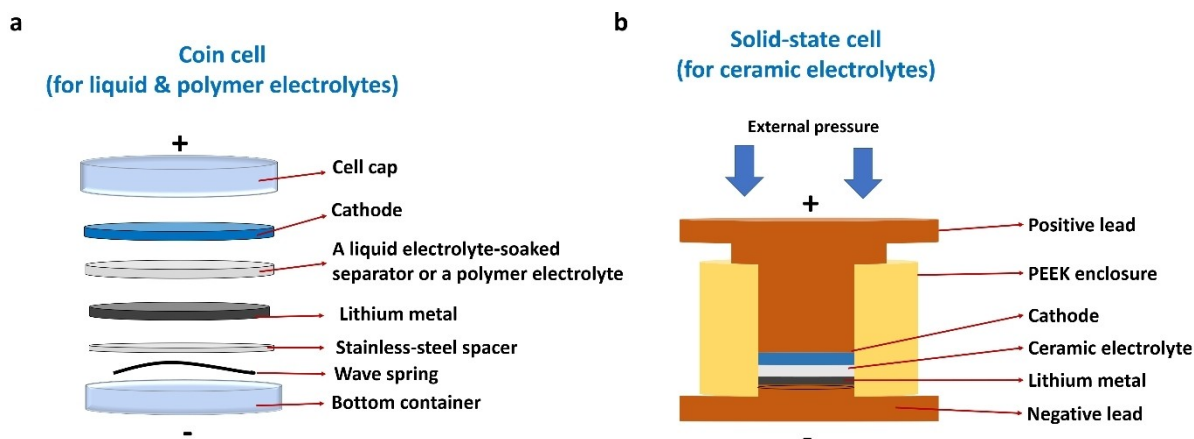 a
Coin cell
(for liquid & polymer electrolytes)
+
Cell cap
Cathode
A liquid electrolyte-soaked
separator or a polymer electrolyte
Lithium metal
Stainless-steel spacer
Wave spring
Bottom container
-
b
Solid-state cell
(for ceramic electrolytes)
External pressure
+
Positive lead
PEEK enclosure
Cathode
Ceramic electrolyte
Lithium metal
Negative lead
-